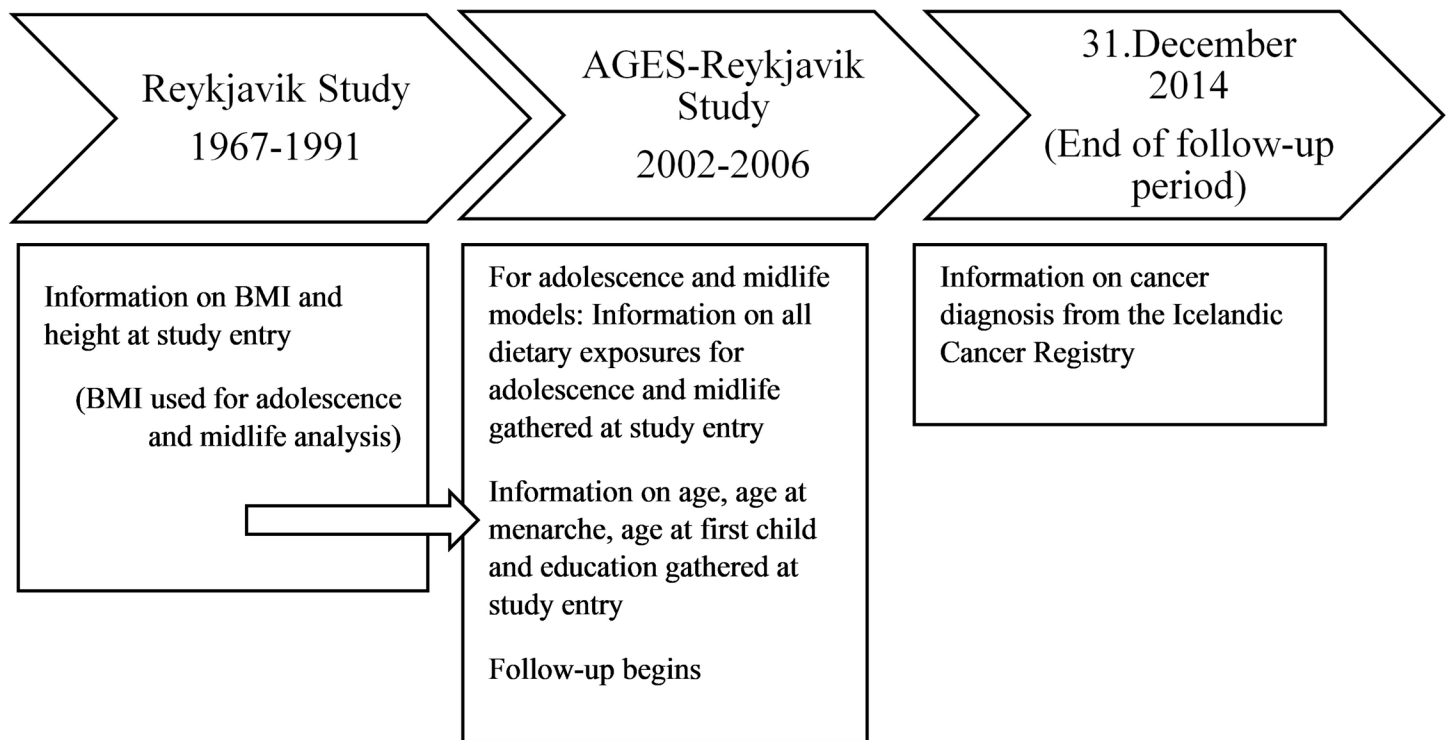 Reykjavik Study
1967-1991
AGES-Reykjavik
Study
2002-2006
31.December
2014
(End of follow-up
period)
Information on BMI and
height at study entry
(BMI used for adolescence
and midlife analysis)
For adolescence and midlife
models: Information on all
dietary exposures for
adolescence and midlife
gathered at study entry
Information on age, age at
menarche, age at first child
and education gathered at
study entry
Follow-up begins
Information on cancer
diagnosis from the Icelandic
Cancer Registry